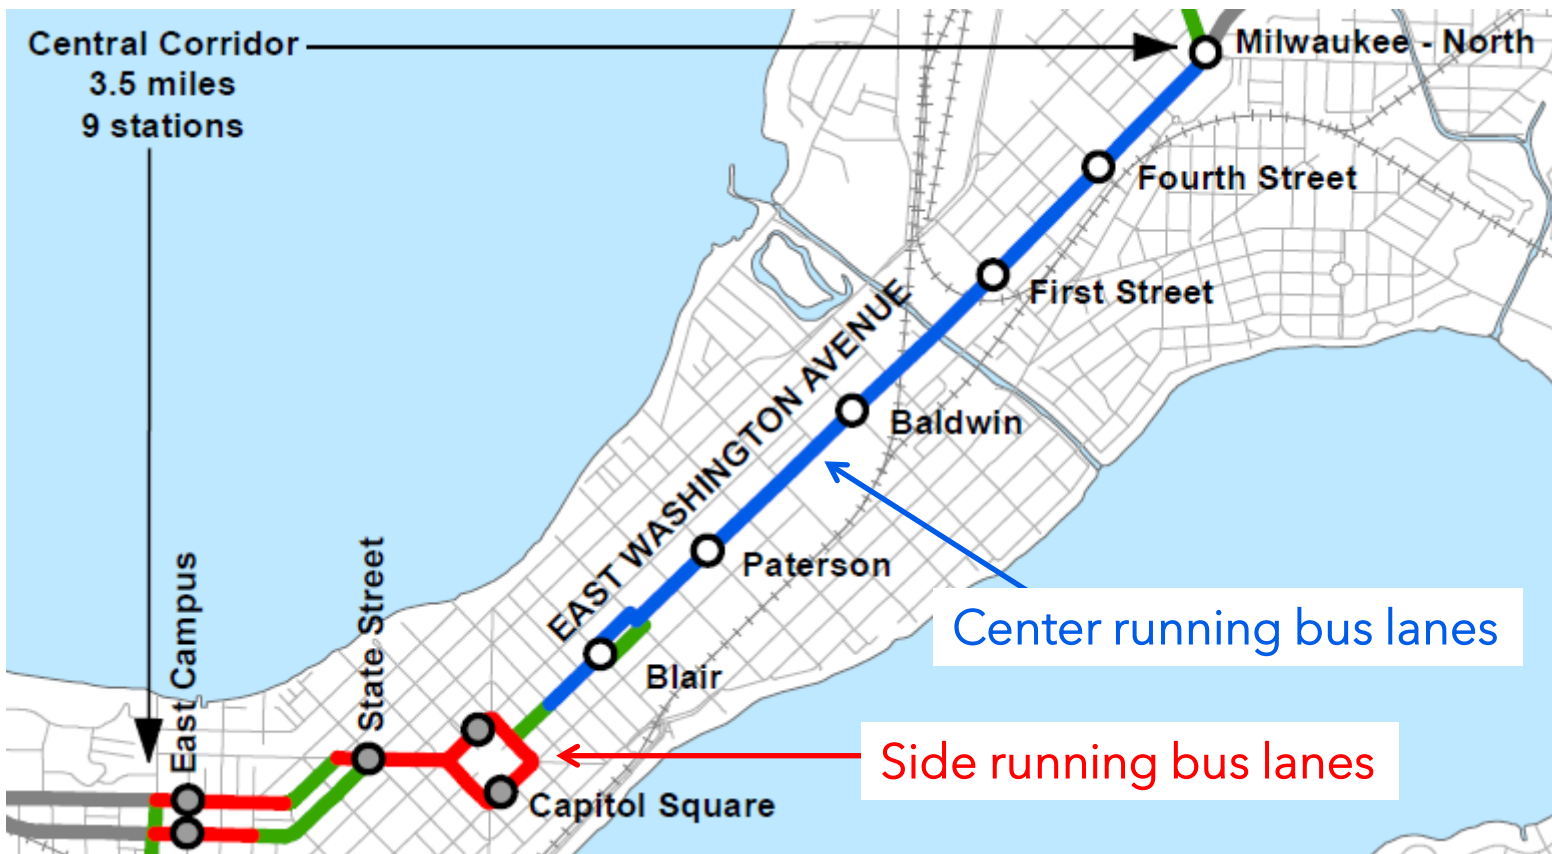 Central Corridor
3.5 miles
9 stations
Milwaukee - North
Fourth Street
First Street
EAST WASHINGTON AVENUE
Baldwin
Paterson
Center running bus lanes
Blair
State Street
East Campus
Side running bus lanes
Capitol Square